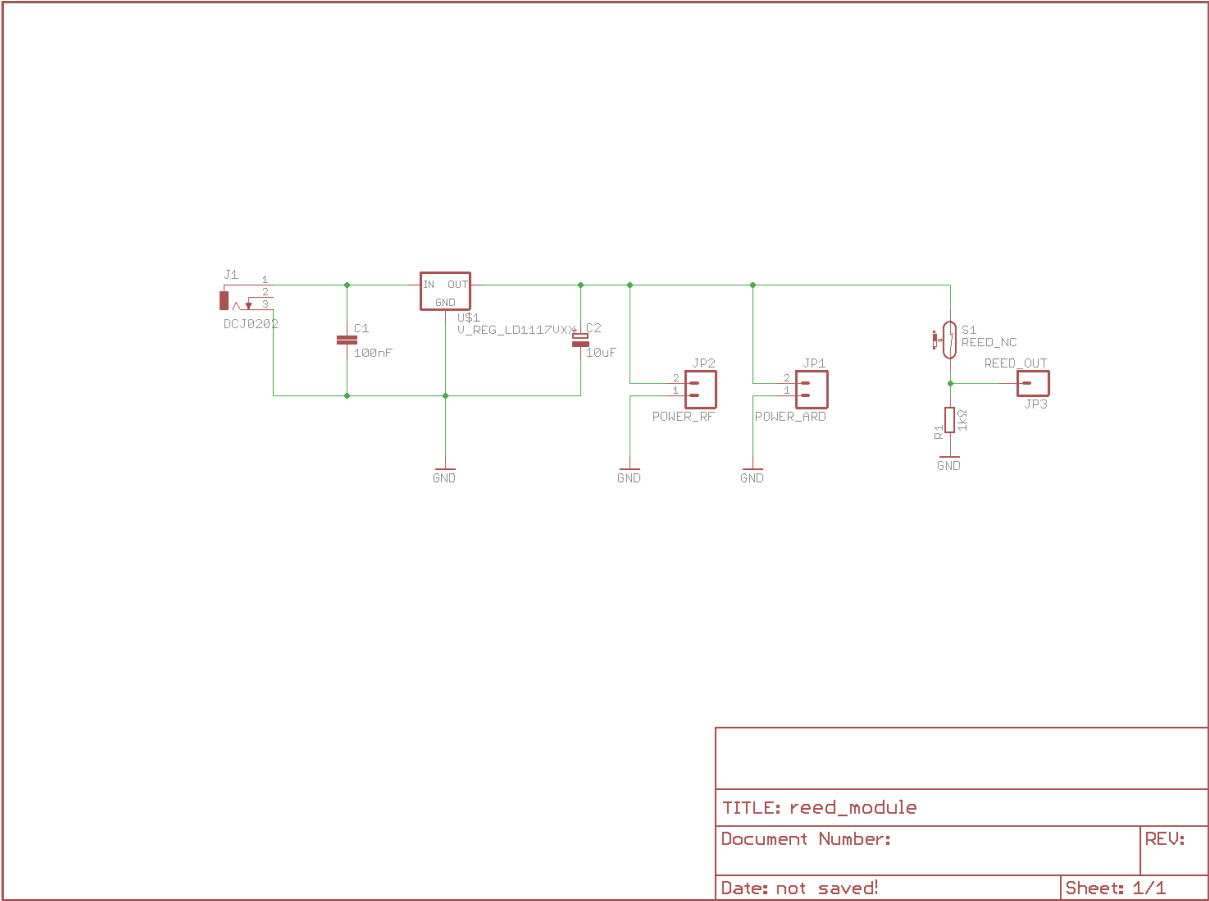 J1
1
2
3
DCJ0202
C1
100nF
IN OUT
GND
U$1
V_REG_LD1117VXX
C2
10uF
JP2
2
1
POWER_RF
JP1
2
1
POWER_ARD
S1
REED_NC
REED_OUT
JP3
R1
1kΩ
GND
GND
GND
GND
TITLE: reed_module
Document Number:
REV:
Date: not saved!
Sheet: 1/1